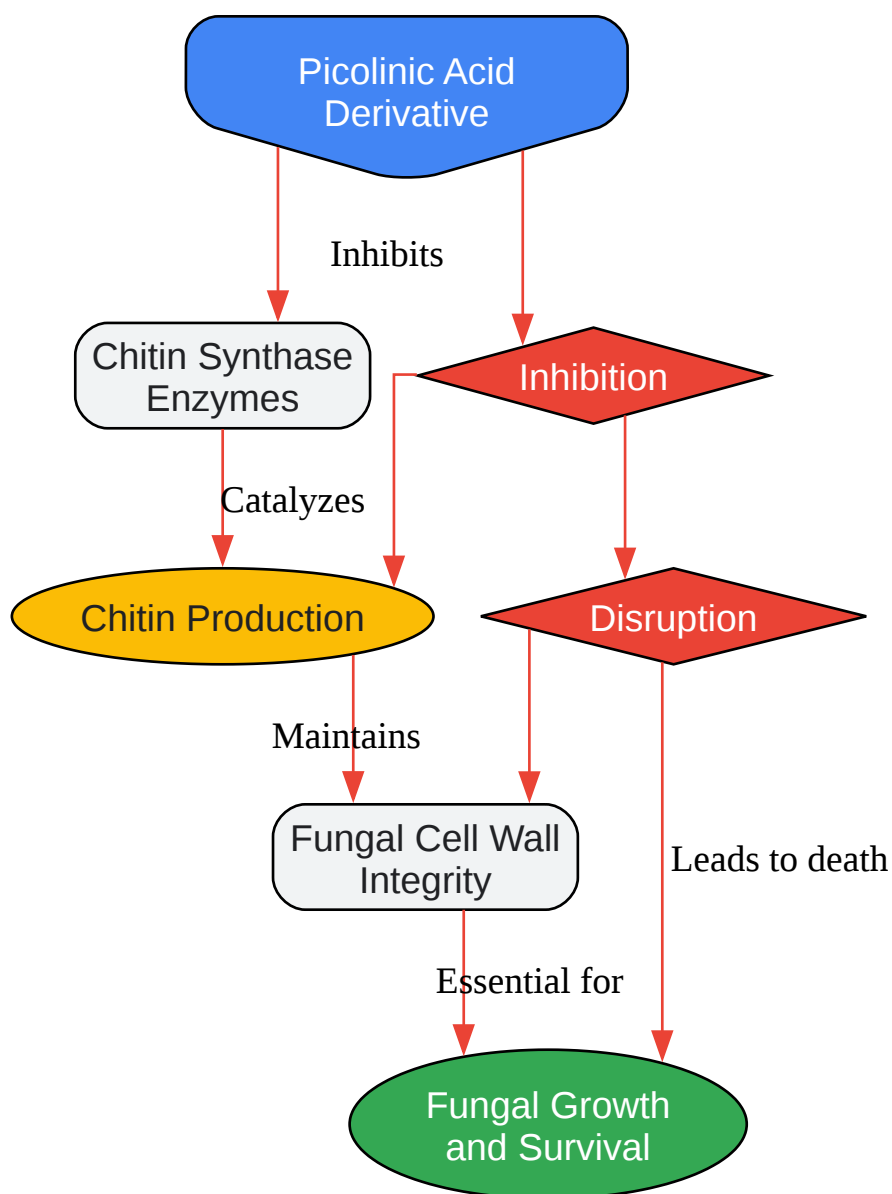 Picolinic Acid
Derivative
Inhibits
Chitin Synthase
Enzymes
Inhibition
Catalyzes
Chitin Production
Disruption
Maintains
Fungal Cell Wall
Integrity
Leads to death
Essential for
Fungal Growth
and Survival